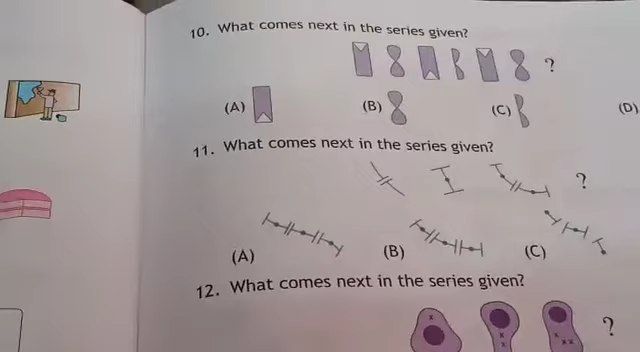 10. What comes next in the series given?
?
(A) (B) (C) (D)
11. What comes next in the series given?
?
(A) (B) (C)
12. What comes next in the series given?
x x x x x x ?